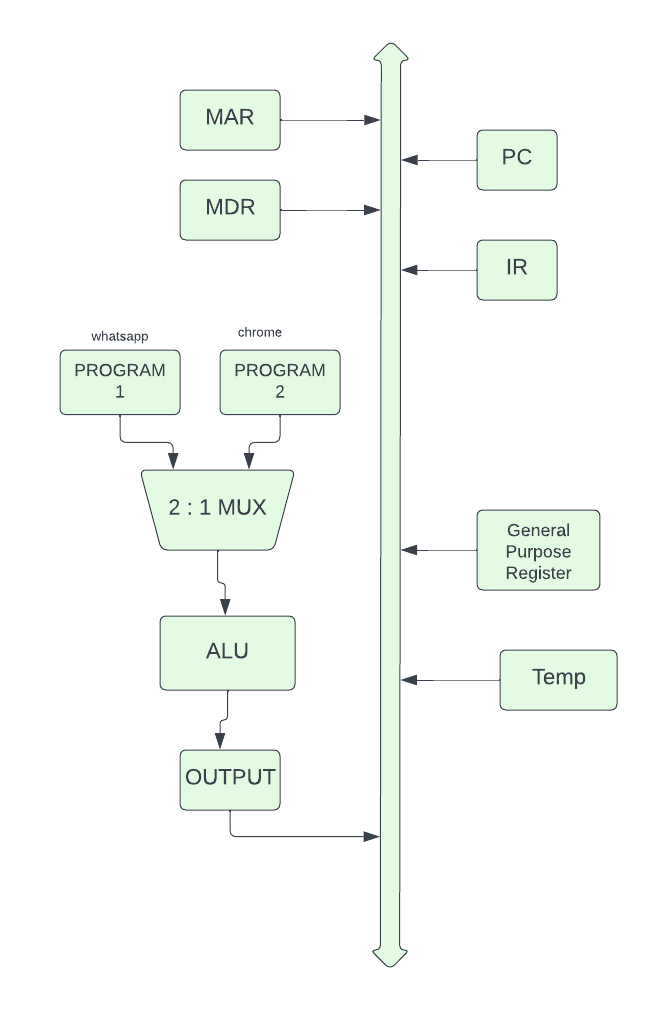 MAR
PC
MDR
IR
whatsapp
chrome
PROGRAM
1
PROGRAM
2
2 : 1 MUX
General
Purpose
Register
ALU
Temp
OUTPUT